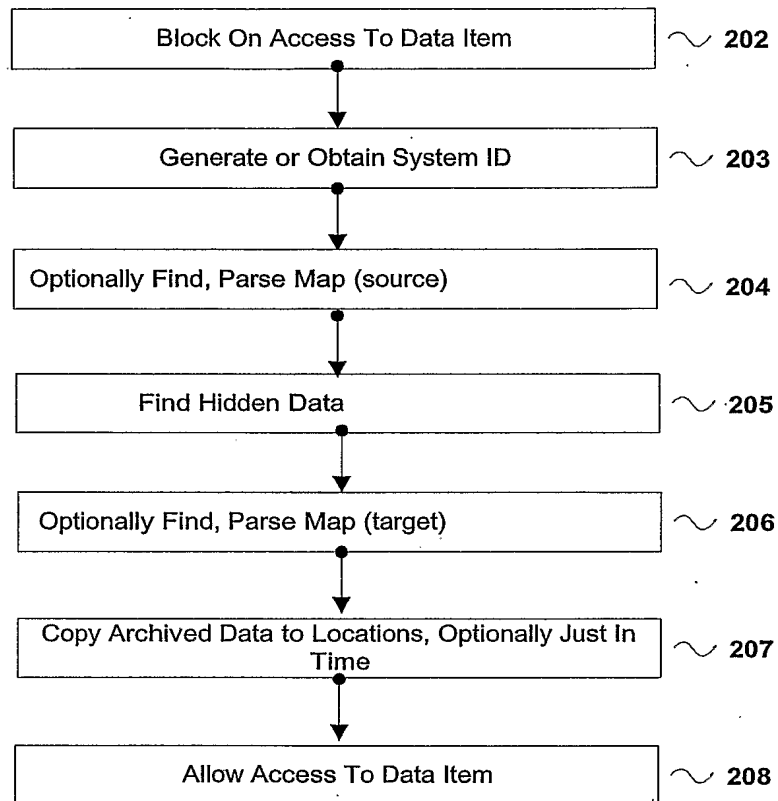 Block On Access To Data Item 202
Generate or Obtain System ID 203
Optionally Find, Parse Map (source) 204
Find Hidden Data 205
Optionally Find, Parse Map (target) 206
Copy Archived Data to Locations, Optionally Just In
Time 207
Allow Access To Data Item 208